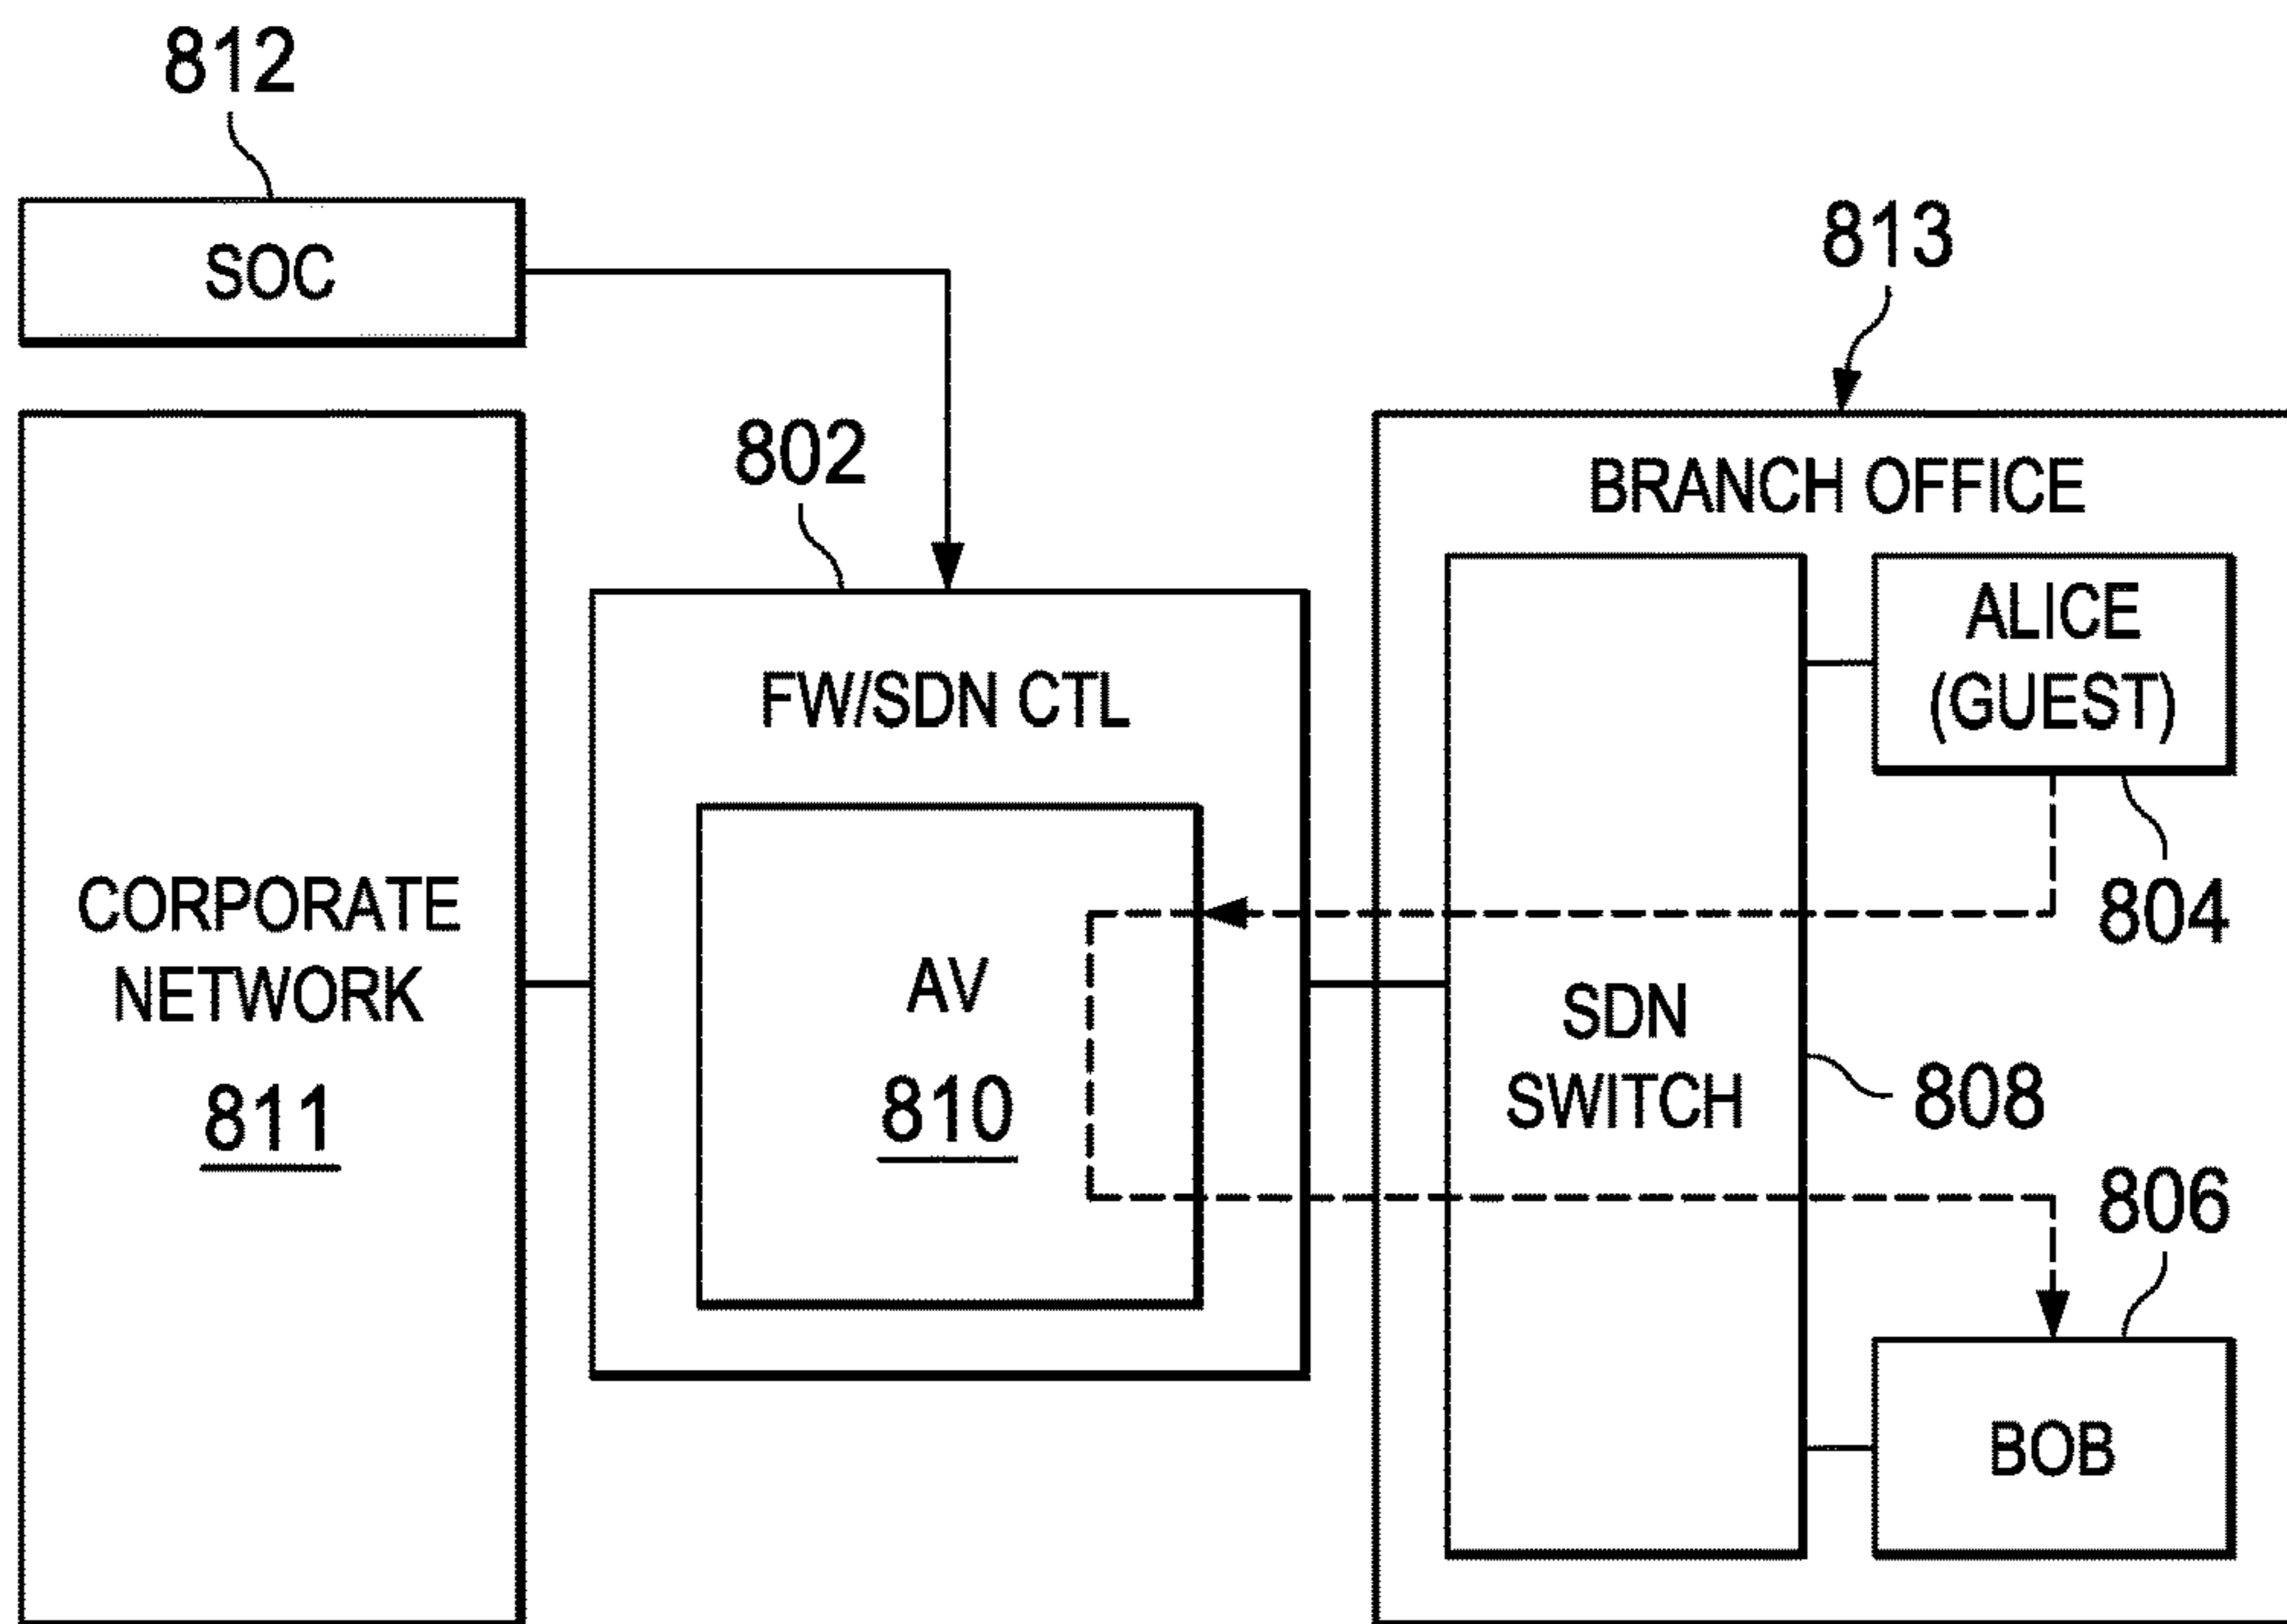 812
SOC
813
802
BRANCH OFFICE
FW/SDN CTL
ALICE
(GUEST)
804
CORPORATE
NETWORK
811
AV
810
SDN
SWITCH
808
806
BOB